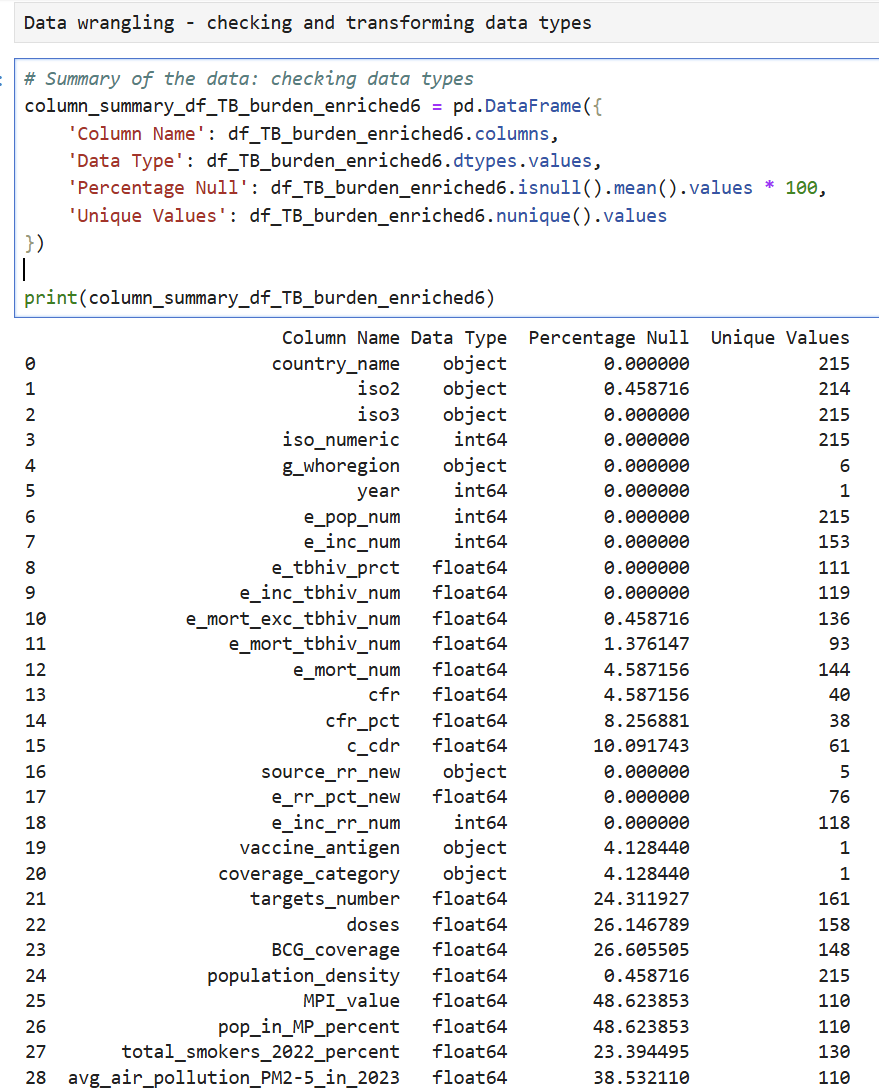 Data wrangling - checking and transforming data types
# Summary of the data: checking data types
column_summary_df_TB_burden_enriched6 = pd.DataFrame({
    'Column Name': df_TB_burden_enriched6.columns,
    'Data Type': df_TB_burden_enriched6.dtypes.values,
    'Percentage Null': df_TB_burden_enriched6.isnull().mean().values * 100,
    'Unique Values': df_TB_burden_enriched6.nunique().values
})
print(column_summary_df_TB_burden_enriched6)
Column Name Data Type Percentage Null Unique Values
0 country_name object 0.000000 215
1 iso2 object 0.458716 214
2 iso3 object 0.000000 215
3 iso_numeric int64 0.000000 215
4 g_whoregion object 0.000000 6
5 year int64 0.000000 1
6 e_pop_num int64 0.000000 215
7 e_inc_num int64 0.000000 153
8 e_tbhiv_prct float64 0.000000 111
9 e_inc_tbhiv_num float64 0.000000 119
10 e_mort_exc_tbhiv_num float64 0.458716 136
11 e_mort_tbhiv_num float64 1.376147 93
12 e_mort_num float64 4.587156 144
13 cfr float64 4.587156 40
14 cfr_pct float64 8.256881 38
15 c_cdr float64 10.091743 61
16 source_rr_new object 0.000000 5
17 e_rr_pct_new float64 0.000000 76
18 e_inc_rr_num int64 0.000000 118
19 vaccine_antigen object 4.128440 1
20 coverage_category object 4.128440 1
21 targets_number float64 24.311927 161
22 doses float64 26.146789 158
23 BCG_coverage float64 26.605505 148
24 population_density float64 0.458716 215
25 MPI_value float64 48.623853 110
26 pop_in_MP_percent float64 48.623853 110
27 total_smokers_2022_percent float64 23.394495 130
28 avg_air_pollution_PM2-5_in_2023 float64 38.532110 110